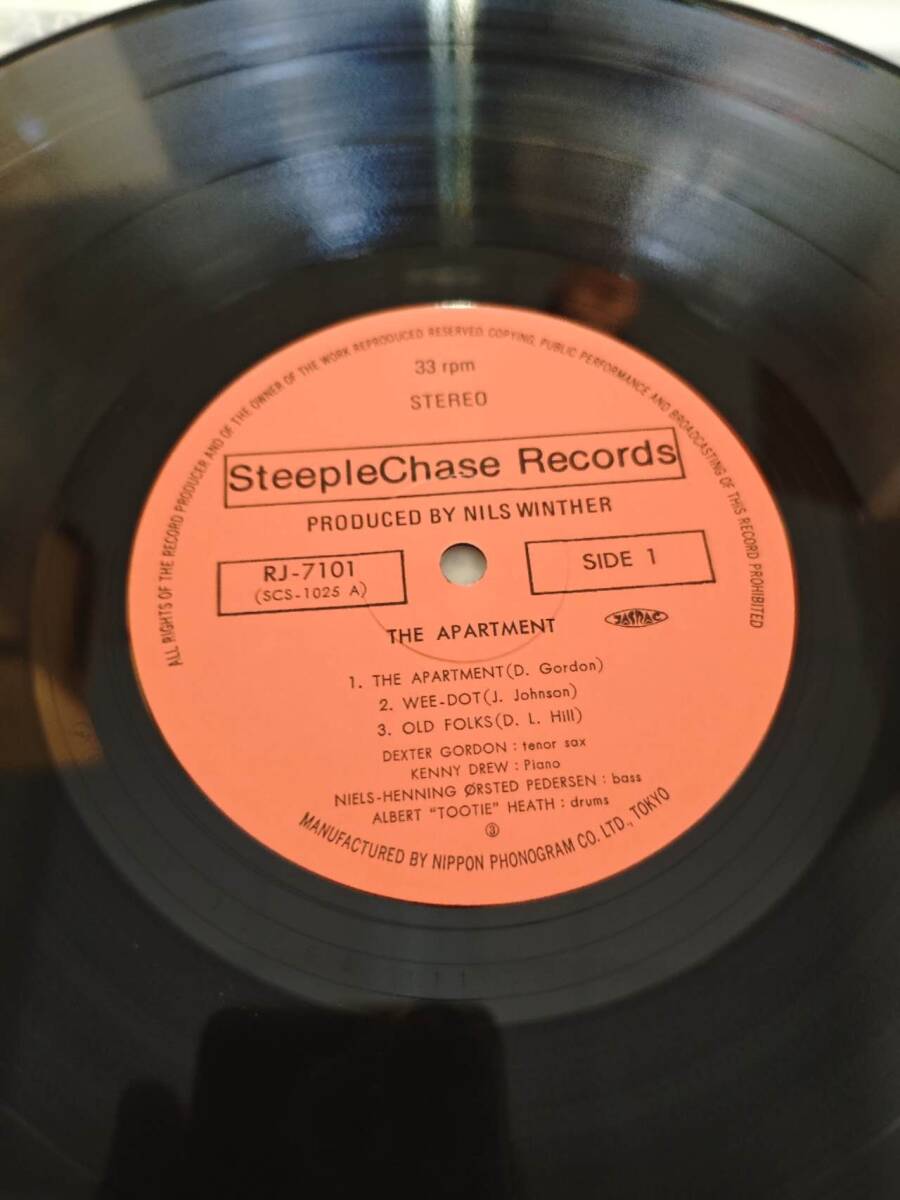 ALL RIGHTS OF THE RECORD PRODUCER AND OF THE OWNER OF THE WORK REPRODUCED RESERVED. COPYING, PUBLIC PERFORMANCE AND BROADCASTING OF THIS RECORD PROHIBITED
33 rpm
STEREO
SteepleChase Records
PRODUCED BY NILS WINTHER
RJ-7101
(SCS-1025 A)
SIDE 1
THE APARTMENT
JASRAC
1. THE APARTMENT(D. Gordon)
2. WEE-DOT(J. Johnson)
3. OLD FOLKS(D. L. Hill)
DEXTER GORDON : tenor sax
KENNY DREW : Piano
NIELS-HENNING ØRSTED PEDERSEN : bass
ALBERT "TOOTIE" HEATH : drums
③
MANUFACTURED BY NIPPON PHONOGRAM CO. LTD., TOKYO